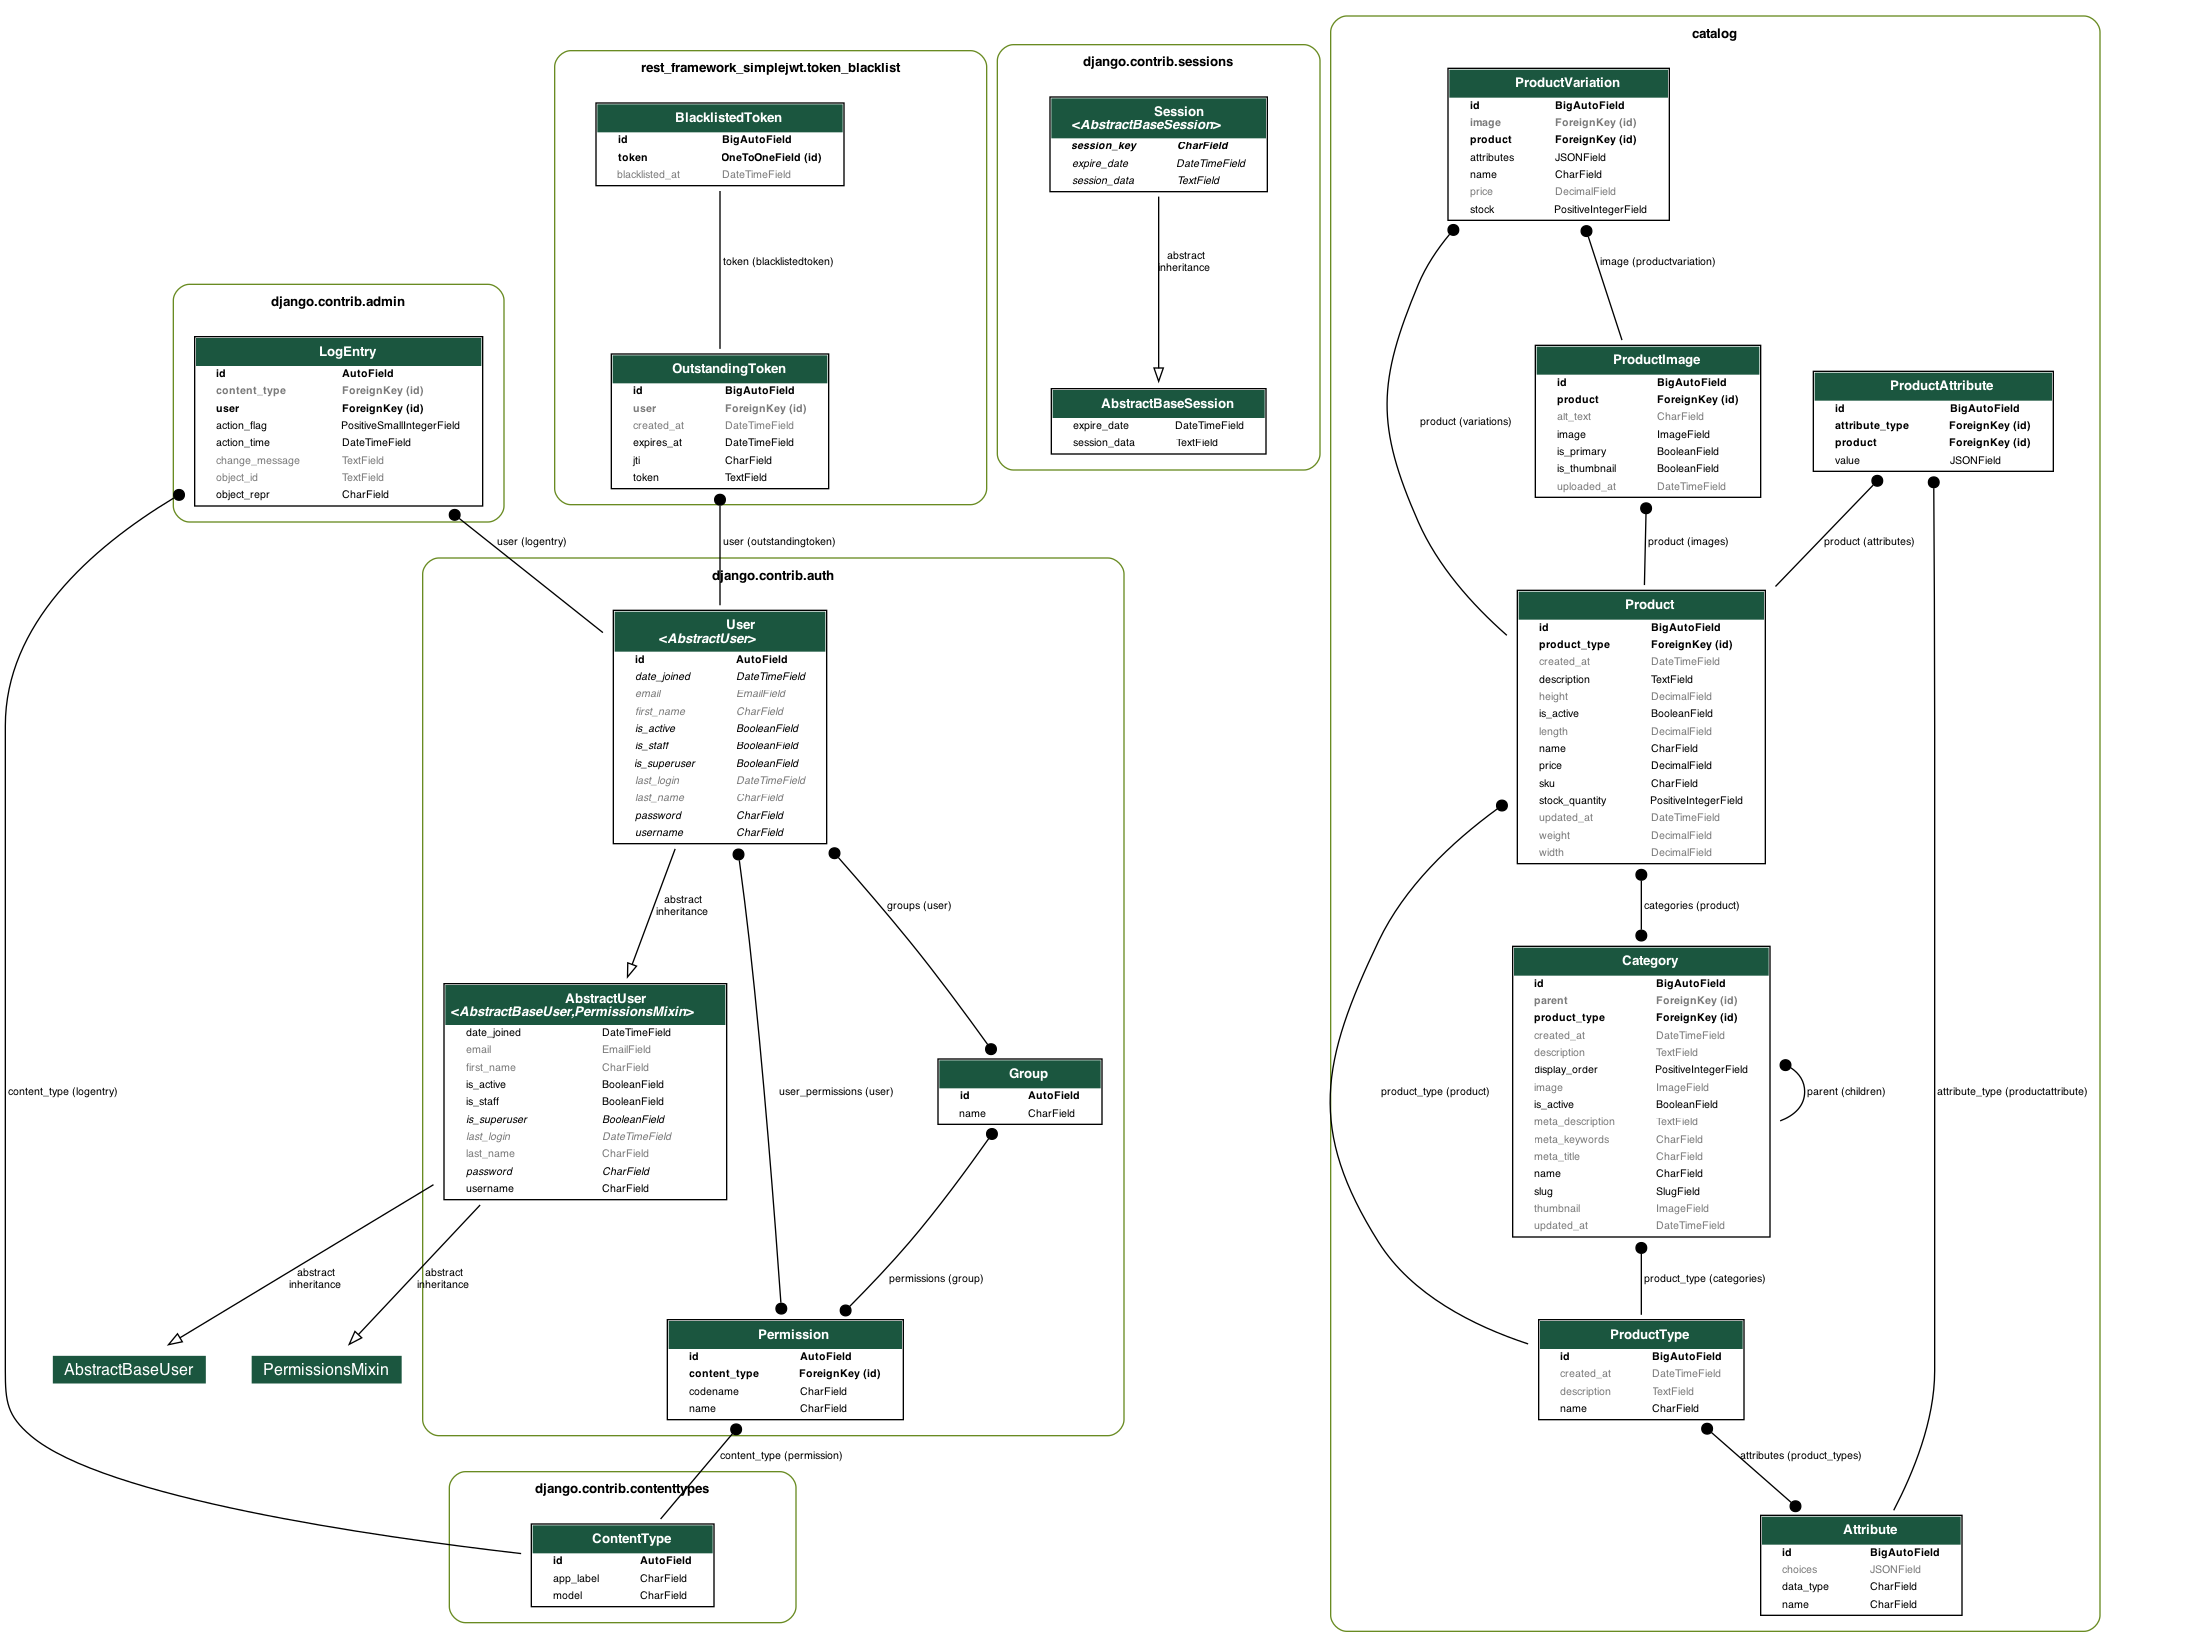 catalog
ProductVariation
id BigAutoField
image ForeignKey (id)
product ForeignKey (id)
attributes JSONField
name CharField
price DecimalField
stock PositiveIntegerField
product (variations)
image (productvariation)
ProductImage
id BigAutoField
product ForeignKey (id)
alt_text CharField
image ImageField
is_primary BooleanField
is_thumbnail BooleanField
uploaded_at DateTimeField
ProductAttribute
id BigAutoField
attribute_type ForeignKey (id)
product ForeignKey (id)
value JSONField
product (images)
product (attributes)
Product
id BigAutoField
product_type ForeignKey (id)
created_at DateTimeField
description TextField
height DecimalField
is_active BooleanField
length DecimalField
name CharField
price DecimalField
sku CharField
stock_quantity PositiveIntegerField
updated_at DateTimeField
weight DecimalField
width DecimalField
categories (product)
Category
id BigAutoField
parent ForeignKey (id)
product_type ForeignKey (id)
created_at DateTimeField
description TextField
display_order PositiveIntegerField
image ImageField
is_active BooleanField
meta_description TextField
meta_keywords CharField
meta_title CharField
name CharField
slug SlugField
thumbnail ImageField
updated_at DateTimeField
product_type (product)
parent (children)
attribute_type (productattribute)
product_type (categories)
ProductType
id BigAutoField
created_at DateTimeField
description TextField
name CharField
attributes (product_types)
Attribute
id BigAutoField
choices JSONField
data_type CharField
name CharField
django.contrib.sessions
Session
<AbstractBaseSession>
session_key CharField
expire_date DateTimeField
session_data TextField
abstract
inheritance
AbstractBaseSession
expire_date DateTimeField
session_data TextField
rest_framework_simplejwt.token_blacklist
BlacklistedToken
id BigAutoField
token OneToOneField (id)
blacklisted_at DateTimeField
token (blacklistedtoken)
OutstandingToken
id BigAutoField
user ForeignKey (id)
created_at DateTimeField
expires_at DateTimeField
jti CharField
token TextField
user (outstandingtoken)
django.contrib.admin
LogEntry
id AutoField
content_type ForeignKey (id)
user ForeignKey (id)
action_flag PositiveSmallIntegerField
action_time DateTimeField
change_message TextField
object_id TextField
object_repr CharField
user (logentry)
content_type (logentry)
django.contrib.auth
User
<AbstractUser>
id AutoField
date_joined DateTimeField
email EmailField
first_name CharField
is_active BooleanField
is_staff BooleanField
is_superuser BooleanField
last_login DateTimeField
last_name CharField
password CharField
username CharField
abstract
inheritance
groups (user)
user_permissions (user)
AbstractUser
<AbstractBaseUser,PermissionsMixin>
date_joined DateTimeField
email EmailField
first_name CharField
is_active BooleanField
is_staff BooleanField
is_superuser BooleanField
last_login DateTimeField
last_name CharField
password CharField
username CharField
Group
id AutoField
name CharField
permissions (group)
abstract
inheritance
abstract
inheritance
AbstractBaseUser
PermissionsMixin
Permission
id AutoField
content_type ForeignKey (id)
codename CharField
name CharField
content_type (permission)
django.contrib.contenttypes
ContentType
id AutoField
app_label CharField
model CharField